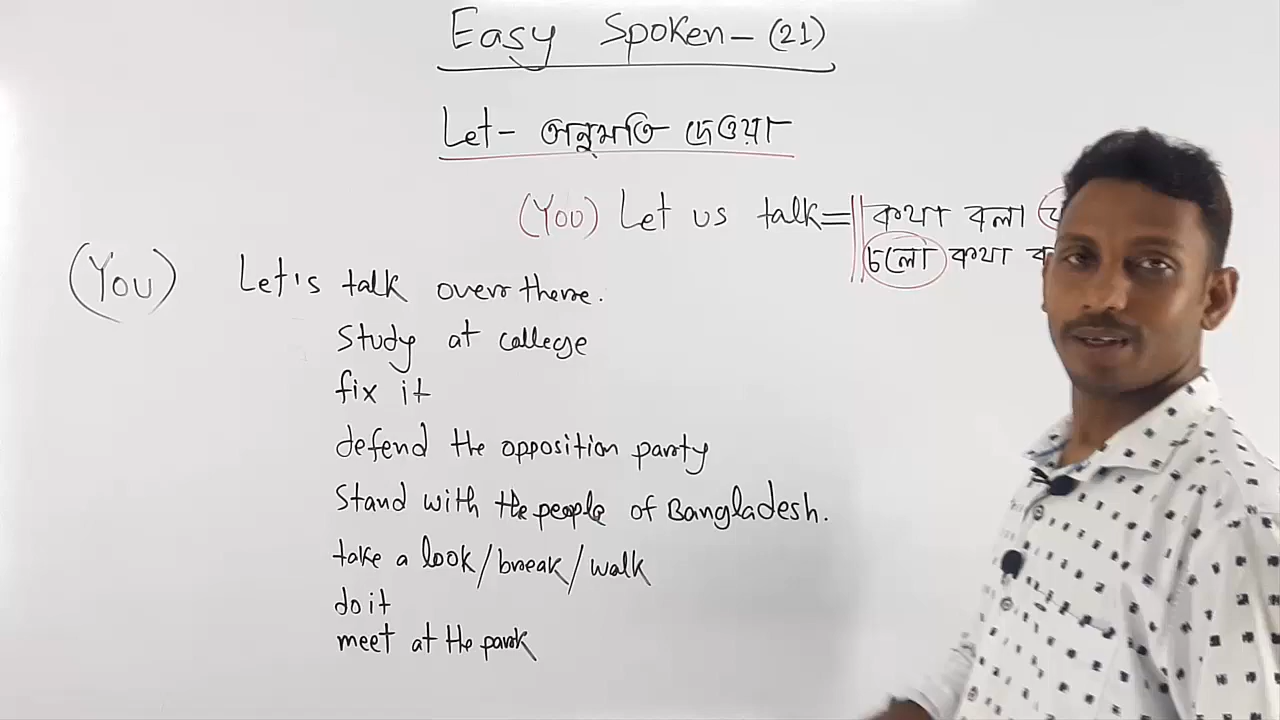 Easy Spoken - (21)
Let - অনুমতি দেওয়া
(You) Let us talk = কথা বলা
চলো কথা
(You) Let's talk over there.
study at college
fix it
defend the opposition party
stand with the people of Bangladesh.
take a look/break/walk
do it
meet at the park